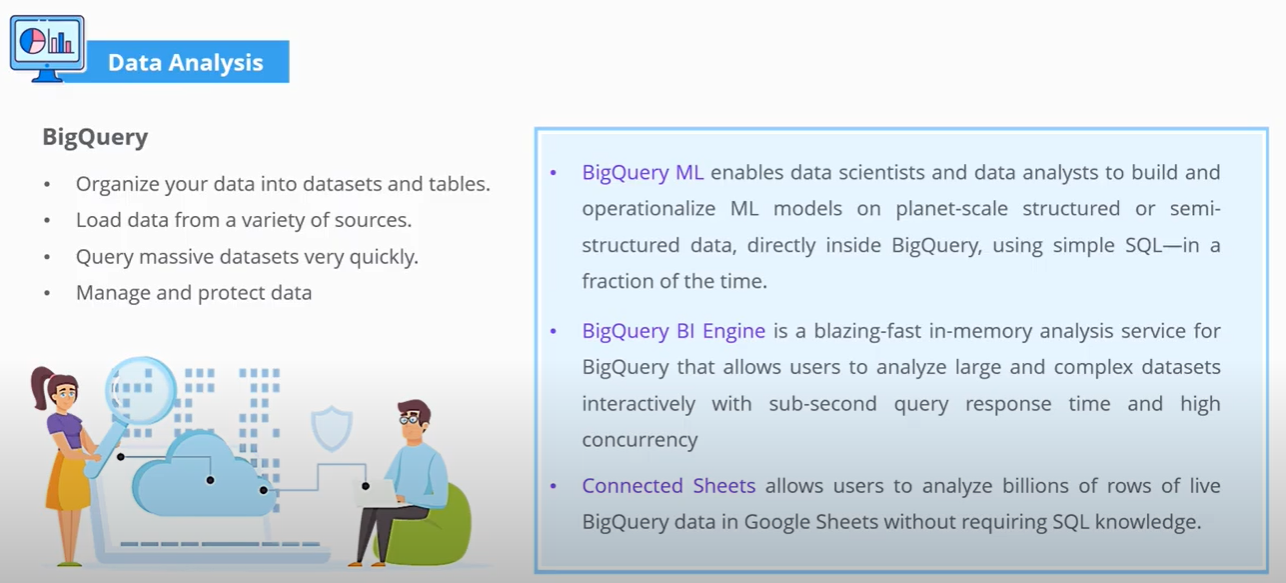 Data Analysis
BigQuery
• Organize your data into datasets and tables.
• Load data from a variety of sources.
• Query massive datasets very quickly.
• Manage and protect data
• BigQuery ML enables data scientists and data analysts to build and
operationalize ML models on planet-scale structured or semi-
structured data, directly inside BigQuery, using simple SQL—in a
fraction of the time.
• BigQuery BI Engine is a blazing-fast in-memory analysis service for
BigQuery that allows users to analyze large and complex datasets
interactively with sub-second query response time and high
concurrency
• Connected Sheets allows users to analyze billions of rows of live
BigQuery data in Google Sheets without requiring SQL knowledge.